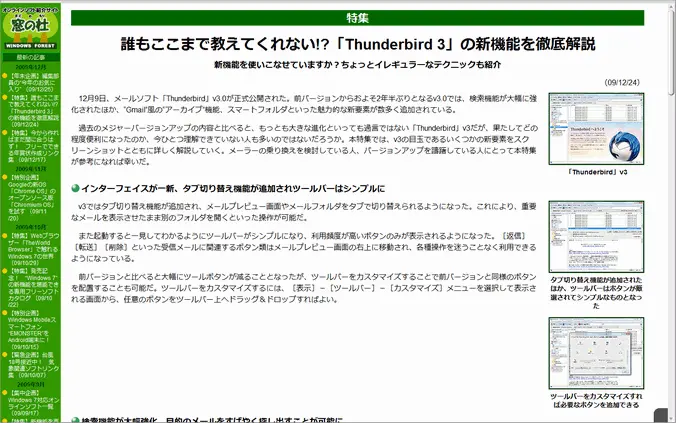 オンラインソフト紹介サイト
窓の杜
WINDOWS FOREST
最新の記事
2009年12月
【年末企画】編集部
員の“今年のお気に
入り” (09/12/25)
【特集】誰もここま
で教えてくれない!?
「Thunderbird 3」
の新機能を徹底解説
(09/12/24)
【特集】今から作れ
ばまだ間に合うは
ず！ フリーででき
る年賀状作成リンク
集 (09/12/17)
2009年11月
【特別企画】
Googleの新OS
「Chrome OS」の
オープンソース版
「Chromium OS」
を試す (09/11
/26)
2009年10月
【特集】Webブラウ
ザー「TheWorld
Browser」で触れる
Windows 7の世界
(09/10/29)
【特集】発売記
念！ “Windows 7”
の新機能を堪能でき
る専用フリーソフト
カタログ (09/10
/22)
【特別企画】
Windows Mobileス
マートフォン
“EMONSTER”を
Android端末に！
(09/10/15)
【緊急企画】台風
18号接近中！ 気
象関連ソフトリンク
集 (09/10/07)
2009年9月
【集中企画】
Windows 7対応オン
ラインソフト一覧
(09/09/17)
特集
誰もここまで教えてくれない!?「Thunderbird 3」の新機能を徹底解説
新機能を使いこなせていますか？ちょっとイレギュラーなテクニックも紹介
(09/12/24)
12月9日、メールソフト「Thunderbird」v3.0が正式公開された。前バージョンからおよそ2年半ぶりとなるv3.0では、検索機能が大幅に強
化されたほか、“Gmail”風の“アーカイブ”機能、スマートフォルダといった魅力的な新要素が数多く追加されている。
過去のメジャーバージョンアップの内容と比べると、もっとも大きな進化といっても過言ではない「Thunderbird」v3だが、果たしてどの
程度便利になったのか、今ひとつ理解できていない人も多いのではないだろうか。本特集では、v3の目玉であるいくつかの新要素をスク
リーンショットとともに詳しく解説していく。メーラーの乗り換えを検討している人、バージョンアップを躊躇している人にとって本特集
が参考になれば幸いだ。
「Thunderbird」v3
インターフェイスが一新、タブ切り替え機能が追加されツールバーはシンプルに
v3ではタブ切り替え機能が追加され、メールプレビュー画面やメールフォルダをタブで切り替えられるようになった。これにより、重要
なメールを表示させたまま別のフォルダを開くといった操作が可能だ。
また起動すると一見してわかるようにツールバーがシンプルになり、利用頻度が高いボタンのみが表示されるようになった。［返信］
［転送］［削除］といった受信メールに関連するボタン類はメールプレビュー画面の右上に移動され、各種操作を迷うことなく利用できる
ようになっている。
前バージョンと比べると大幅にツールボタンが減ることとなったが、ツールバーをカスタマイズすることで前バージョンと同様のボタン
を配置することも可能だ。ツールバーをカスタマイズするには、［表示］－［ツールバー］－［カスタマイズ］メニューを選択して表示さ
れる画面から、任意のボタンをツールバー上へドラッグ＆ドロップすればよい。
タブ切り替え機能が追加された
ほか、ツールバーはボタンが厳
選されてシンプルなものとなっ
た
ツールバーをカスタマイズすれ
ば必要なボタンを追加できる
検索機能が大幅強化、目的のメールをすばやく探し出すことが可能に